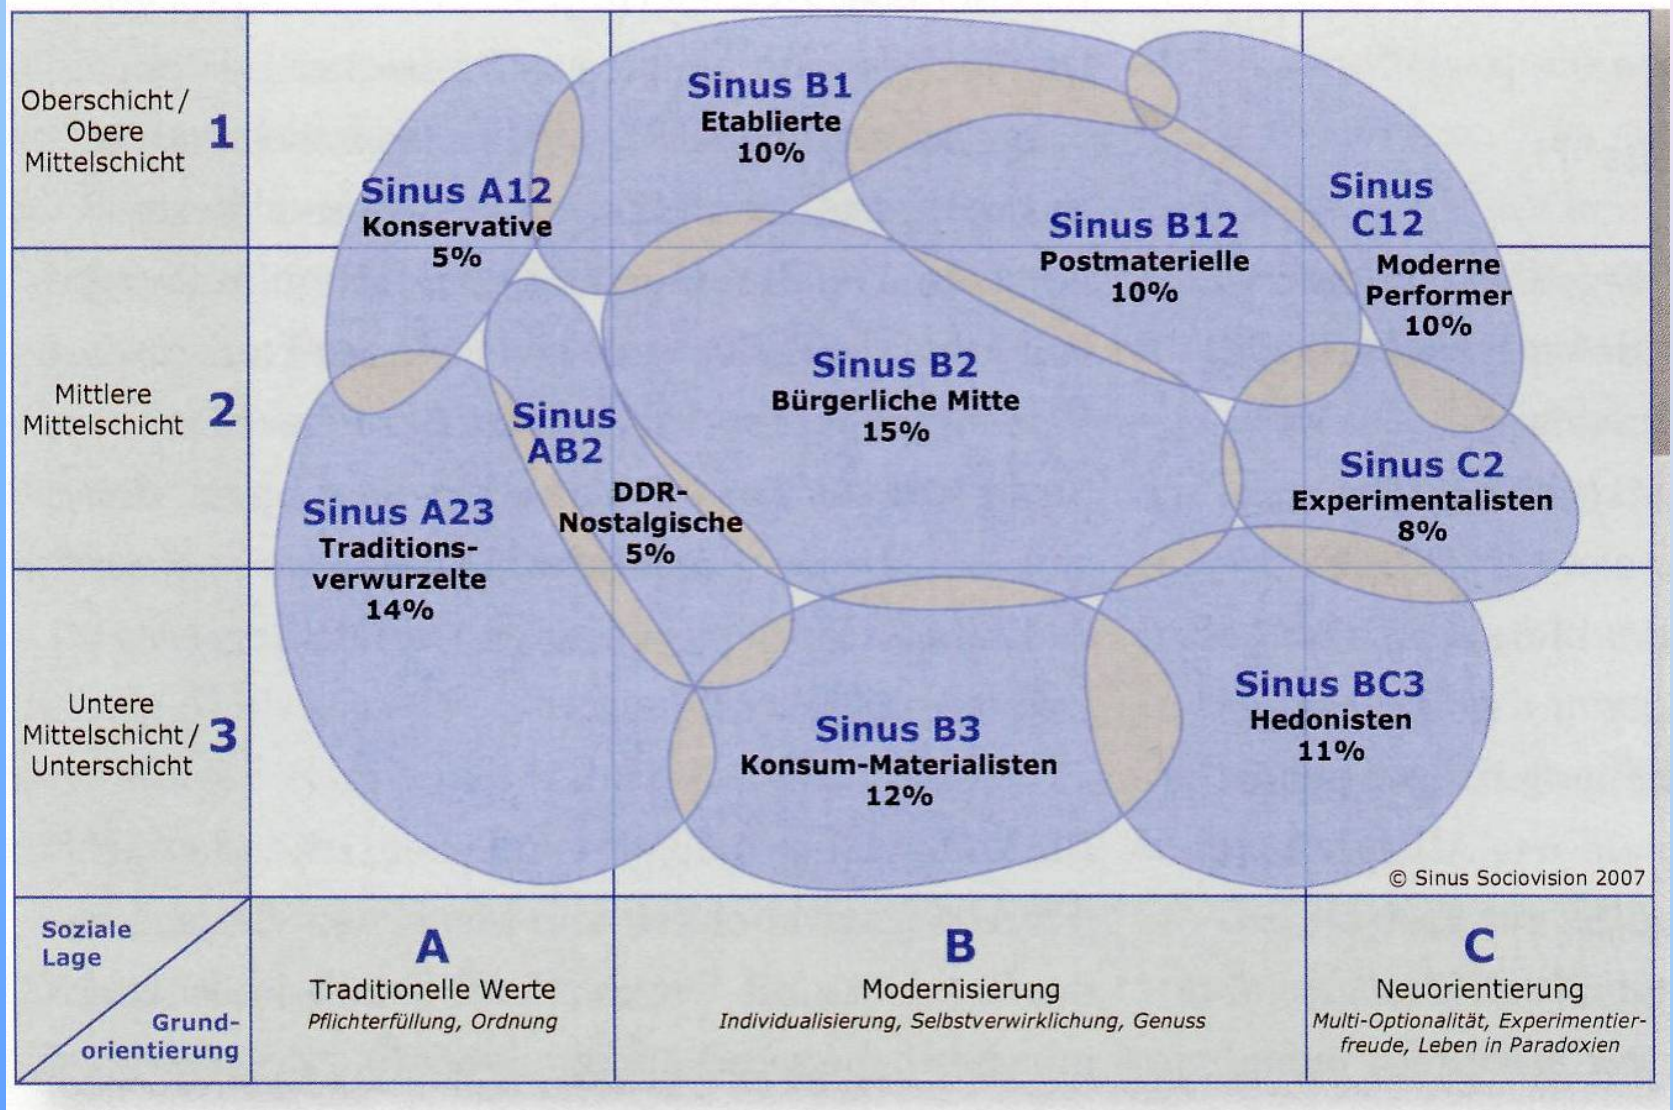 Oberschicht/
Obere
Mittelschicht
1
Sinus A12
Konservative
5%
Sinus B1
Etablierte
10%
Sinus B12
Postmaterielle
10%
Sinus
C12
Moderne
Performer
10%
Mittlere
Mittelschicht
2
Sinus
AB2
DDR-
Nostalgische
5%
Sinus B2
Bürgerliche Mitte
15%
Sinus C2
Experimentalisten
8%
Sinus A23
Traditions-
verwurzelte
14%
Untere
Mittelschicht/
Unterschicht
3
Sinus B3
Konsum-Materialisten
12%
Sinus BC3
Hedonisten
11%
© Sinus Sociovision 2007
Soziale
Lage
Grund-
orientierung
A
Traditionelle Werte
Pflichterfüllung, Ordnung
B
Modernisierung
Individualisierung, Selbstverwirklichung, Genuss
C
Neuorientierung
Multi-Optionalität, Experimentier-
freude, Leben in Paradoxien